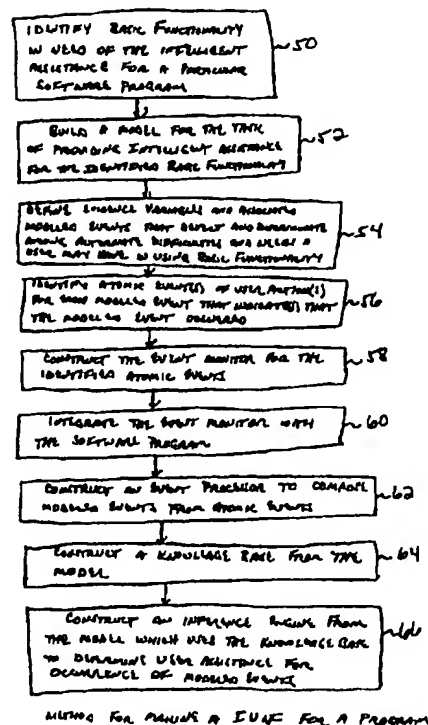 IDENTIFY BASIC FUNCTIONALITY
IN NEED OF THE INTELLIGENT
ASSISTANCE FOR A PARTICULAR
SOFTWARE PROGRAM
50
BUILD A MODEL FOR THE TASK
OF PROVIDING INTELLIGENT ASSISTANCE
FOR THE IDENTIFIED BASIC FUNCTIONALITY
52
DEFINE EVIDENCE VARIABLES AND ASSOCIATED
MODELED EVENTS THAT DETECT AND DISCRIMINATE
AMONG ALTERNATE DIFFICULTIES AND NEEDS A
USER MAY HAVE IN USING BASIC FUNCTIONALITY
54
IDENTIFY ATOMIC EVENT(S) OF USER ACTION(S)
FOR EACH MODELED EVENT THAT INDICATE(S) THAT
THE MODELED EVENT OCCURRED
56
CONSTRUCT THE EVENT MONITOR FOR THE
IDENTIFIED ATOMIC EVENTS
58
INTEGRATE THE EVENT MONITOR WITH
THE SOFTWARE PROGRAM
60
CONSTRUCT AN EVENT PROCESSOR TO COMPOSE
MODELED EVENTS FROM ATOMIC EVENTS
62
CONSTRUCT A KNOWLEDGE BASE FROM THE
MODEL
64
CONSTRUCT AN INFERENCE ENGINE FROM
THE MODEL WHICH USES THE KNOWLEDGE BASE
TO DETERMINE USER ASSISTANCE FOR
OCCURRENCE OF MODELED EVENTS
66
METHOD FOR MAKING A IUAF FOR A PROGRAM